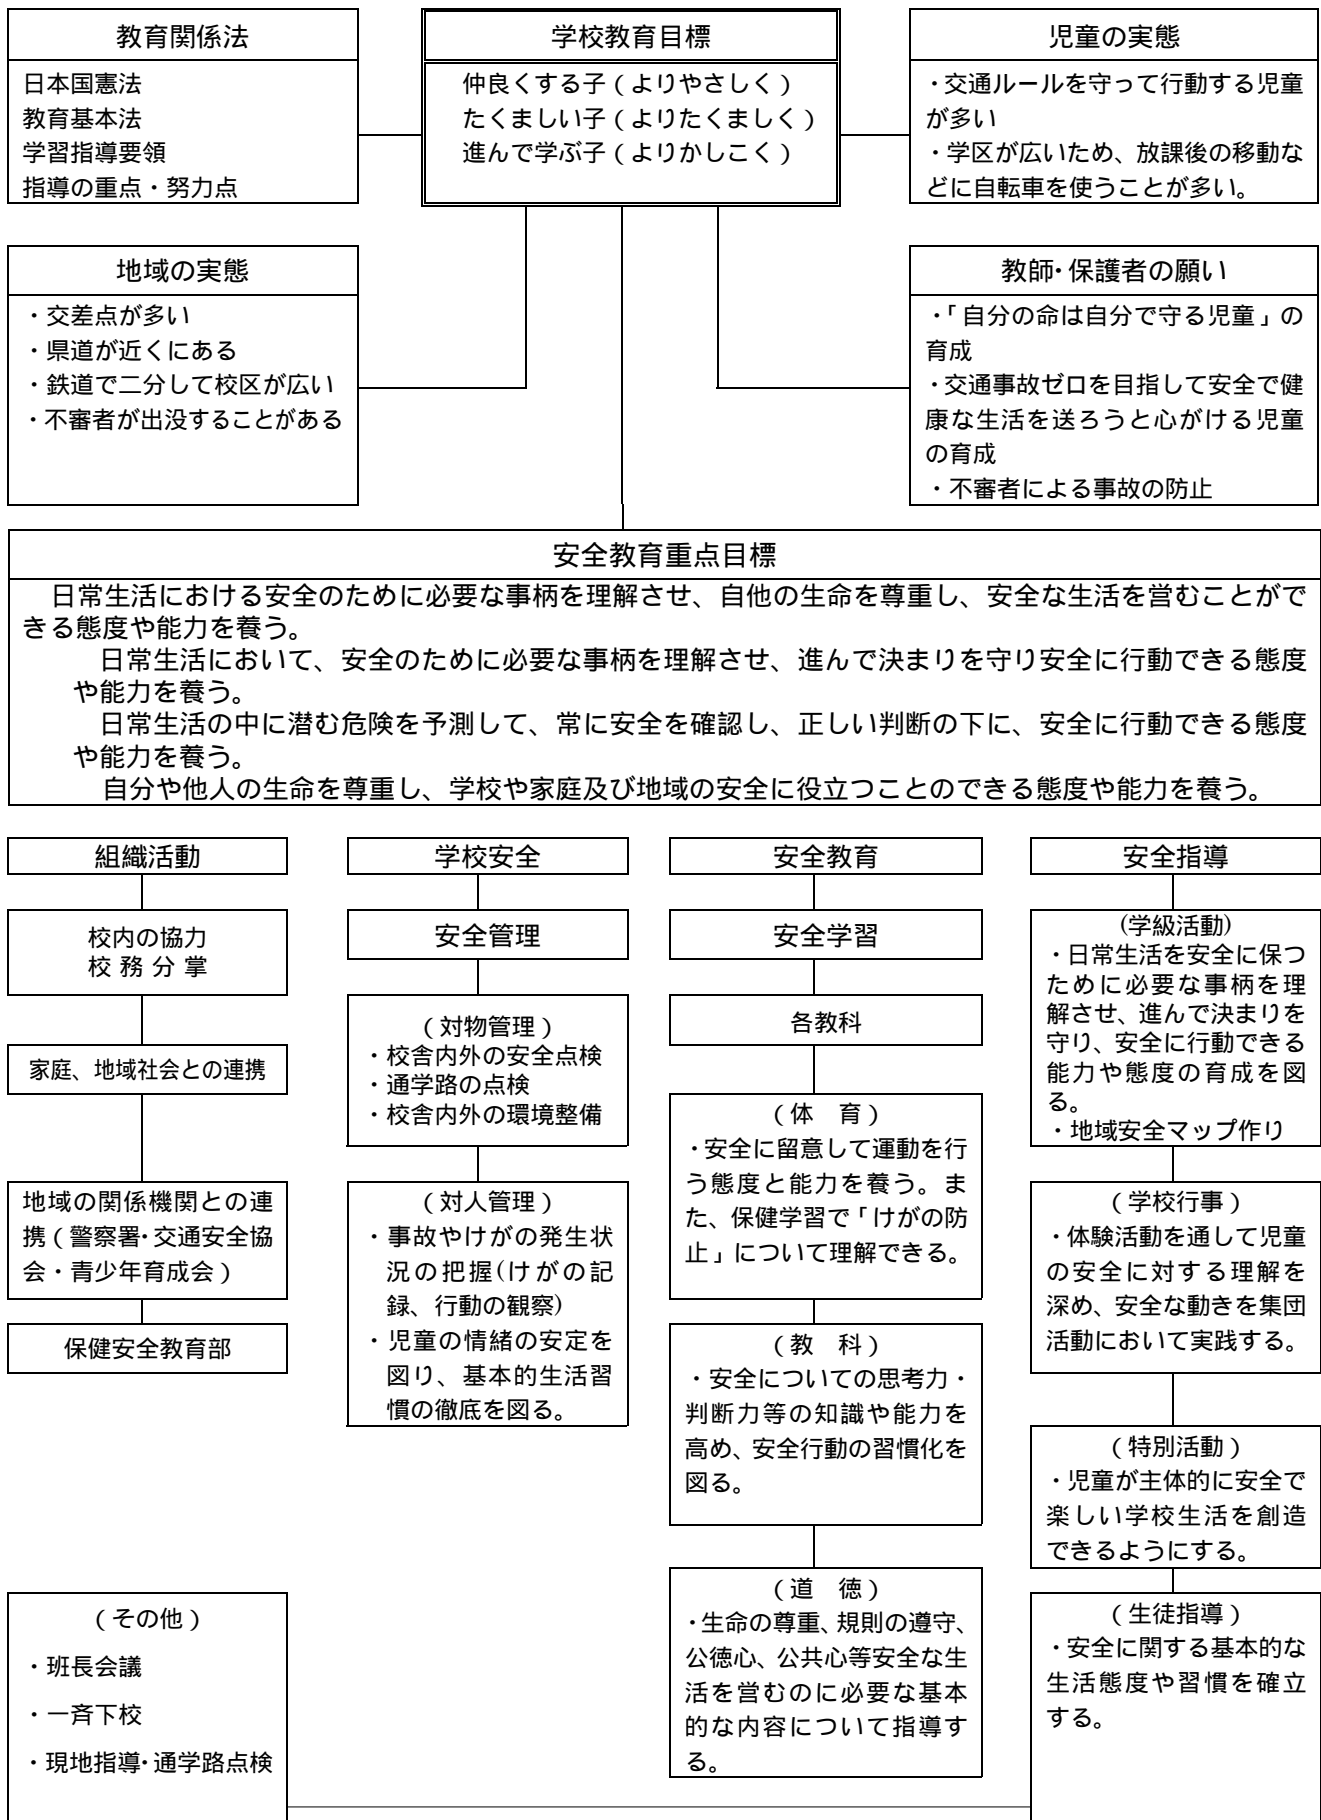 教育関係法
日本国憲法
教育基本法
学習指導要領
指導の重点・努力点
学校教育目標
仲良くする子(よりやさしく)
たくましい子(よりたくましく)
進んで学ぶ子(よりかしこく)
児童の実態
・交通ルールを守って行動する児童
が多い
・学区が広いため、放課後の移動な
どに自転車を使うことが多い。
地域の実態
・交差点が多い
・県道が近くにある
・鉄道で二分して校区が広い
・不審者が出没することがある
教師・保護者の願い
・「自分の命は自分で守る児童」の
育成
・交通事故ゼロを目指して安全で健
康な生活を送ろうと心がける児童
の育成
・不審者による事故の防止
安全教育重点目標
日常生活における安全のために必要な事柄を理解させ、自他の生命を尊重し、安全な生活を営むことがで
きる態度や能力を養う。
日常生活において、安全のために必要な事柄を理解させ、進んで決まりを守り安全に行動できる態度
や能力を養う。
日常生活の中に潜む危険を予測して、常に安全を確認し、正しい判断の下に、安全に行動できる態度
や能力を養う。
自分や他人の生命を尊重し、学校や家庭及び地域の安全に役立つことのできる態度や能力を養う。
組織活動
校内の協力
校務分掌
家庭、地域社会との連携
地域の関係機関との連
携(警察署・交通安全協
会・青少年育成会)
保健安全教育部
(その他)
・班長会議
・一斉下校
・現地指導・通学路点検
学校安全
安全管理
(対物管理)
・校舎内外の安全点検
・通学路の点検
・校舎内外の環境整備
(対人管理)
・事故やけがの発生状
況の把握(けがの記
録、行動の観察)
・児童の情緒の安定を
図り、基本的生活習
慣の徹底を図る。
安全教育
安全学習
各教科
(体 育)
・安全に留意して運動を行
う態度と能力を養う。ま
た、保健学習で「けがの防
止」について理解できる。
(教 科)
・安全についての思考力・
判断力等の知識や能力を
高め、安全行動の習慣化を
図る。
(道 徳)
・生命の尊重、規則の遵守、
公徳心、公共心等安全な生
活を営むのに必要な基本
的な内容について指導す
る。
安全指導
(学級活動)
・日常生活を安全に保つ
ために必要な事柄を理
解させ、進んで決まりを
守り、安全に行動できる
能力や態度の育成を図
る。
・地域安全マップ作り
(学校行事)
・体験活動を通して児童
の安全に対する理解を
深め、安全な動きを集団
活動において実践する。
(特別活動)
・児童が主体的に安全で
楽しい学校生活を創造
できるようにする。
(生徒指導)
・安全に関する基本的な
生活態度や習慣を確立
する。